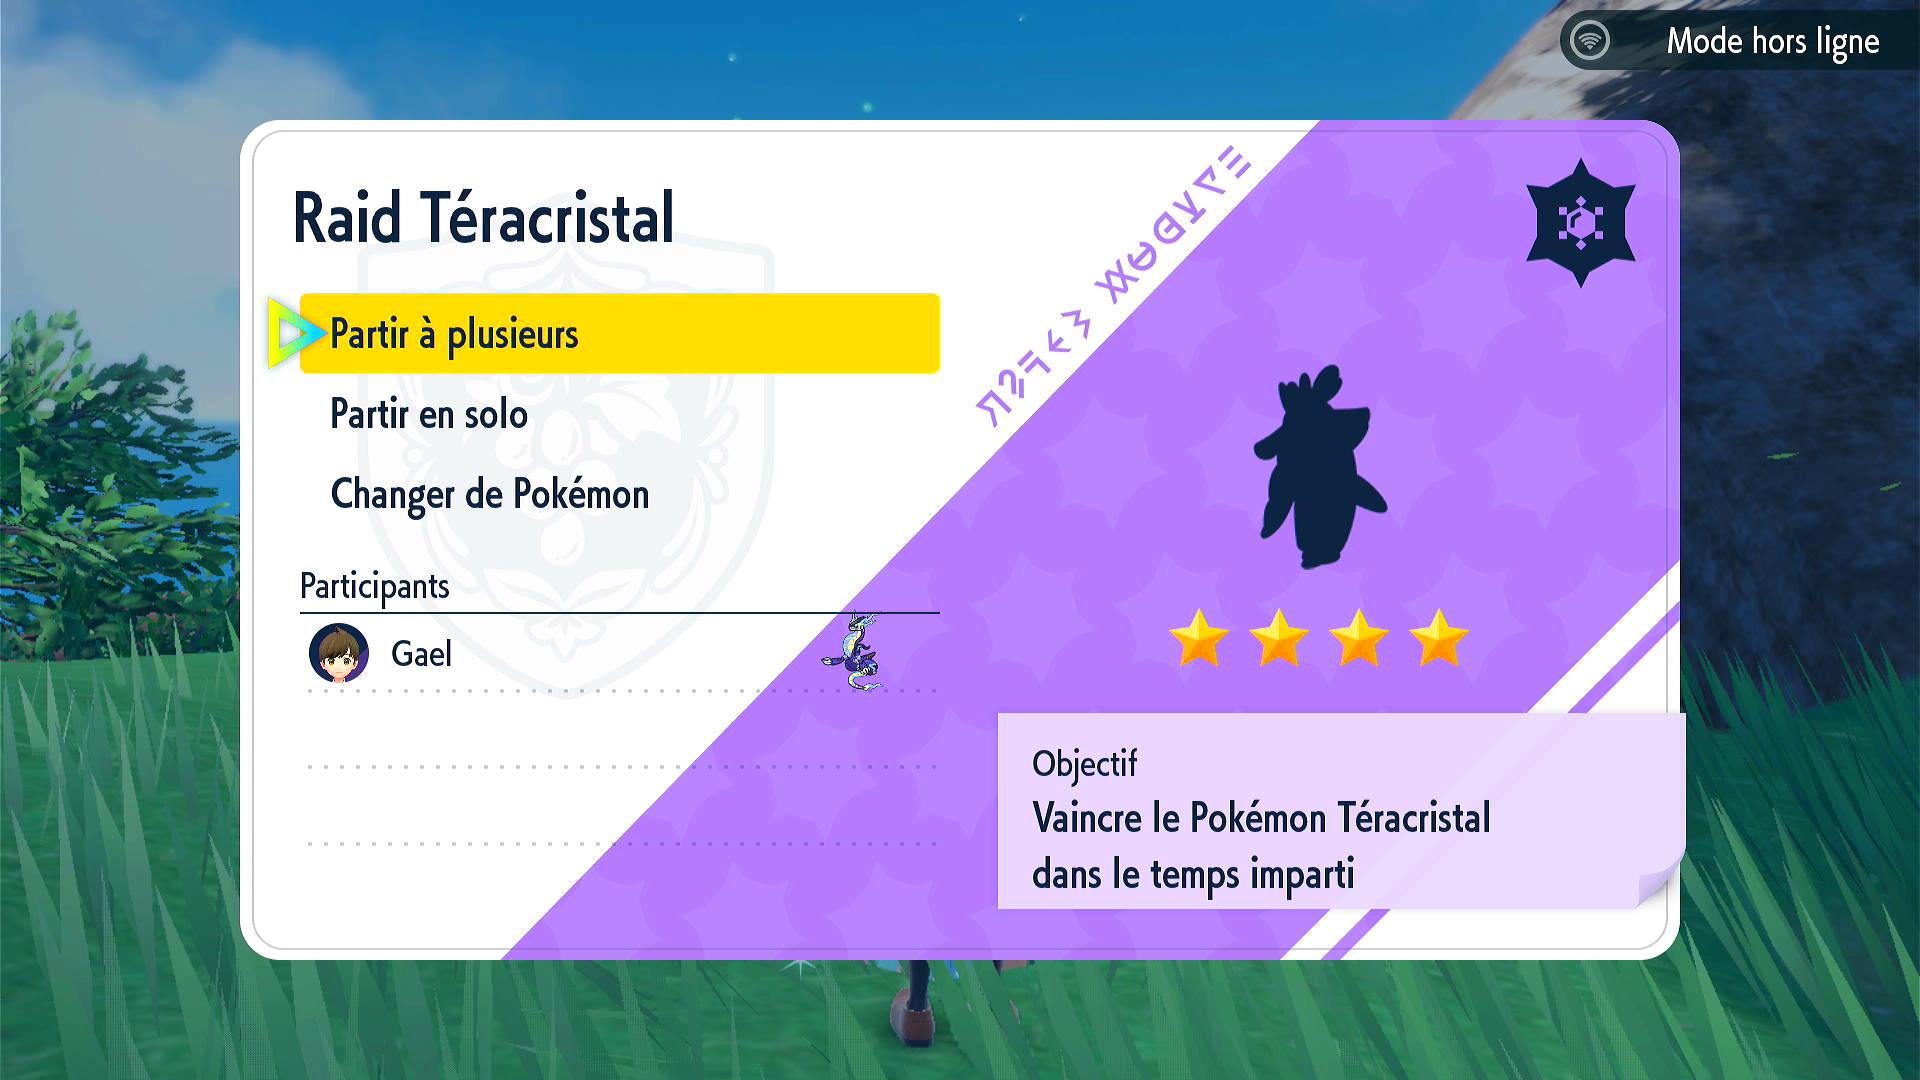 Mode hors ligne
Raid Téracristal
Partir à plusieurs
Partir en solo
Changer de Pokémon
Participants
Gael
Objectif
Vaincre le Pokémon Téracristal
dans le temps imparti